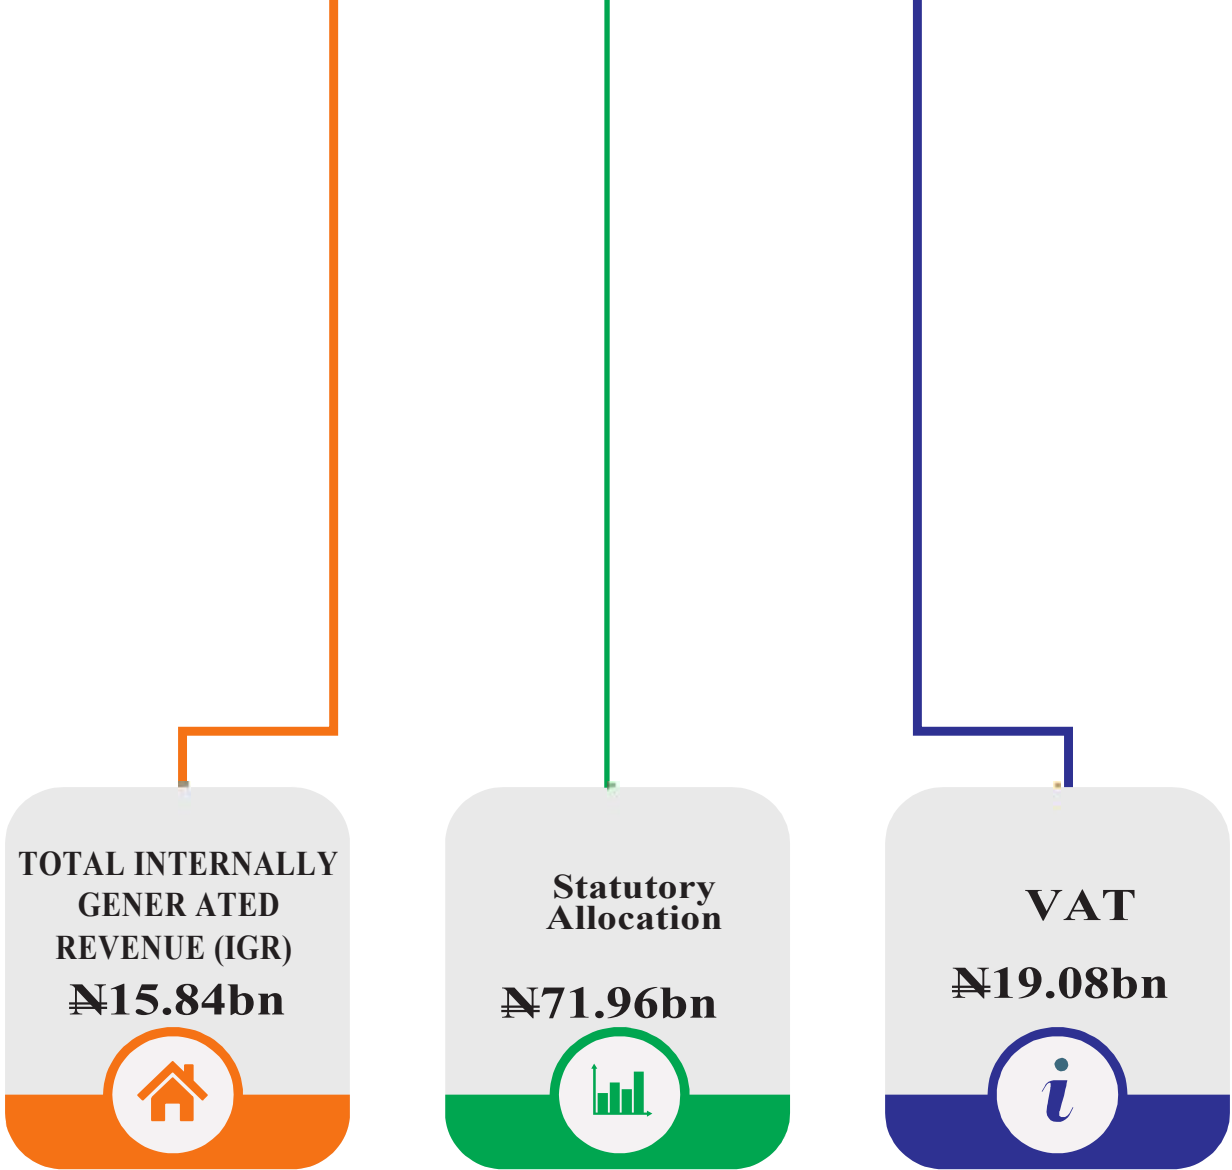 TOTAL INTERNALLY
GENER ATED
REVENUE (IGR)
₦15.84bn
Statutory
Allocation
₦71.96bn
VAT
₦19.08bn